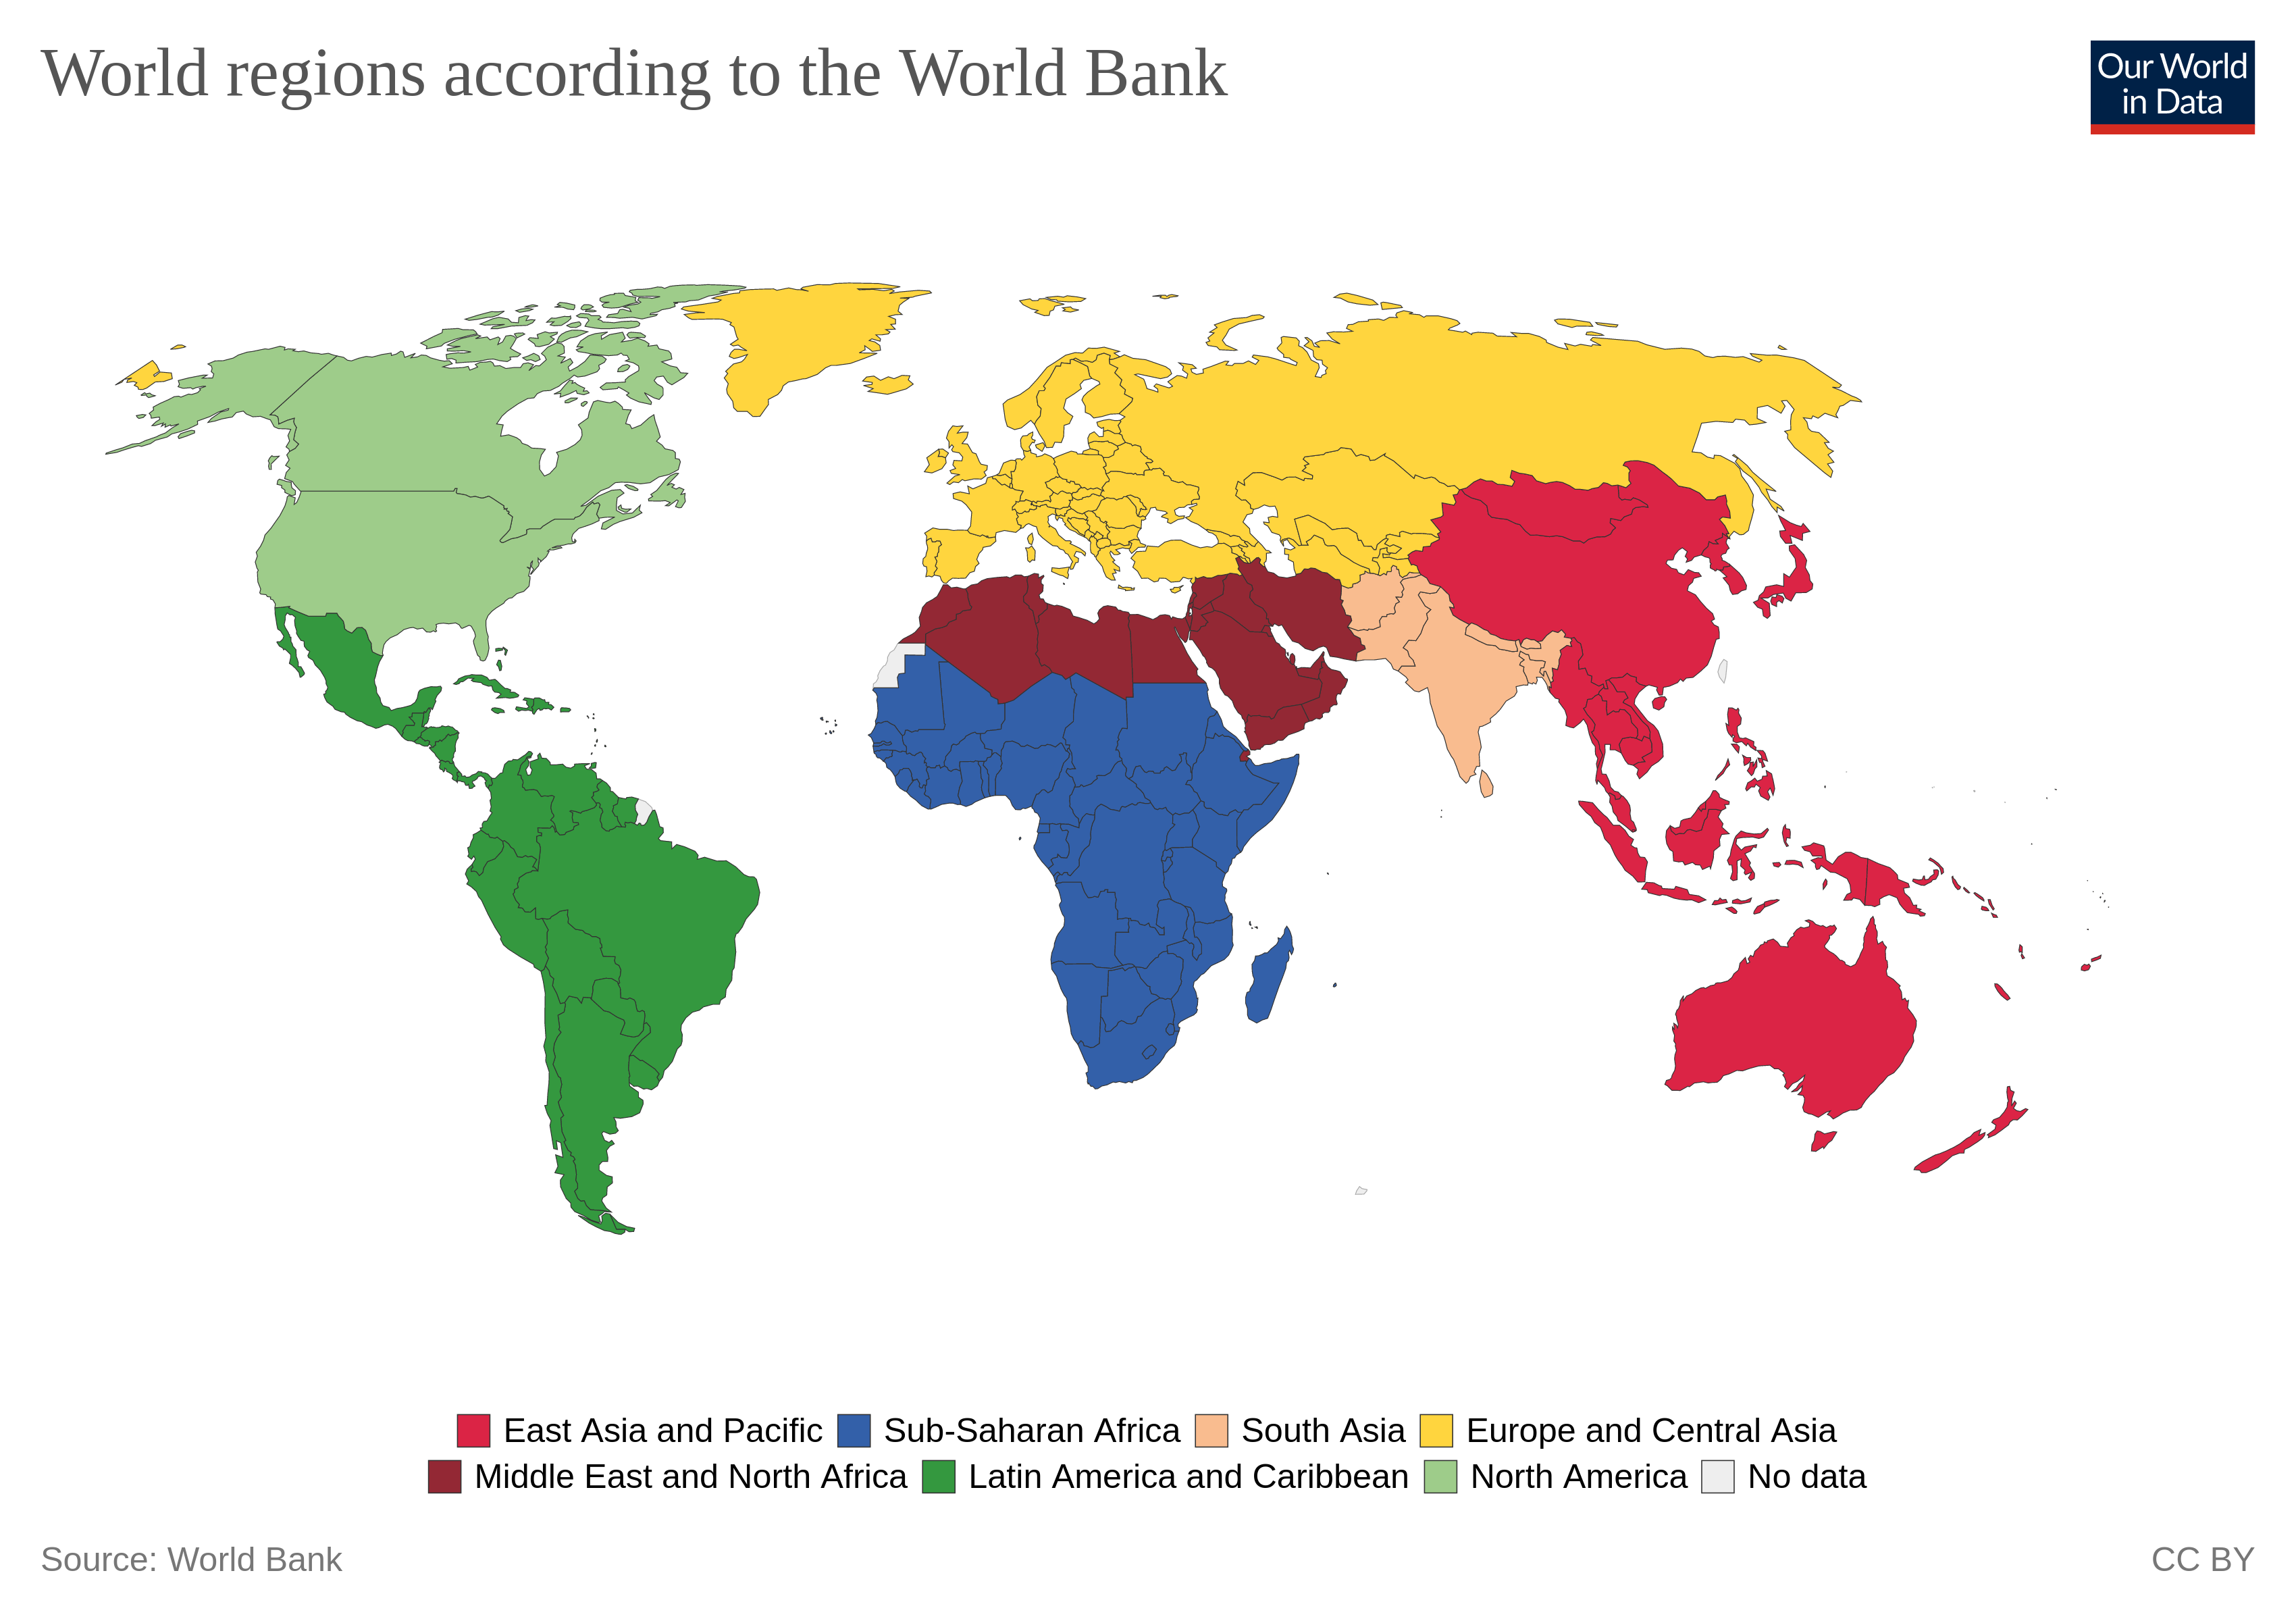 World regions according to the World Bank
Our World
in Data
East Asia and Pacific
Sub-Saharan Africa
South Asia
Europe and Central Asia
Middle East and North Africa
Latin America and Caribbean
North America
No data
Source: World Bank
CC BY